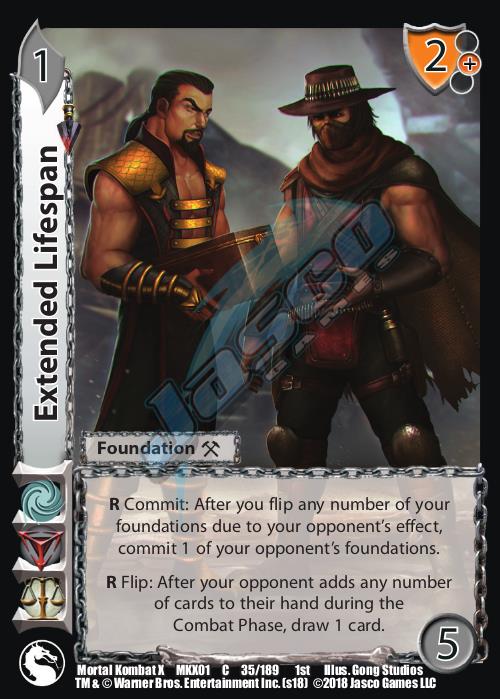 1
2
+
Extended Lifespan
JASCO
GAMES
Foundation
R Commit: After you flip any number of your
foundations due to your opponent's effect,
commit 1 of your opponent's foundations.
R Flip: After your opponent adds any number
of cards to their hand during the
Combat Phase, draw 1 card.
5
Mortal Kombat X MKX01 C 35/189 1st Illus. Gong Studios
TM & © Warner Bros. Entertainment Inc. (s18) ©2018 Jasco Games LLC